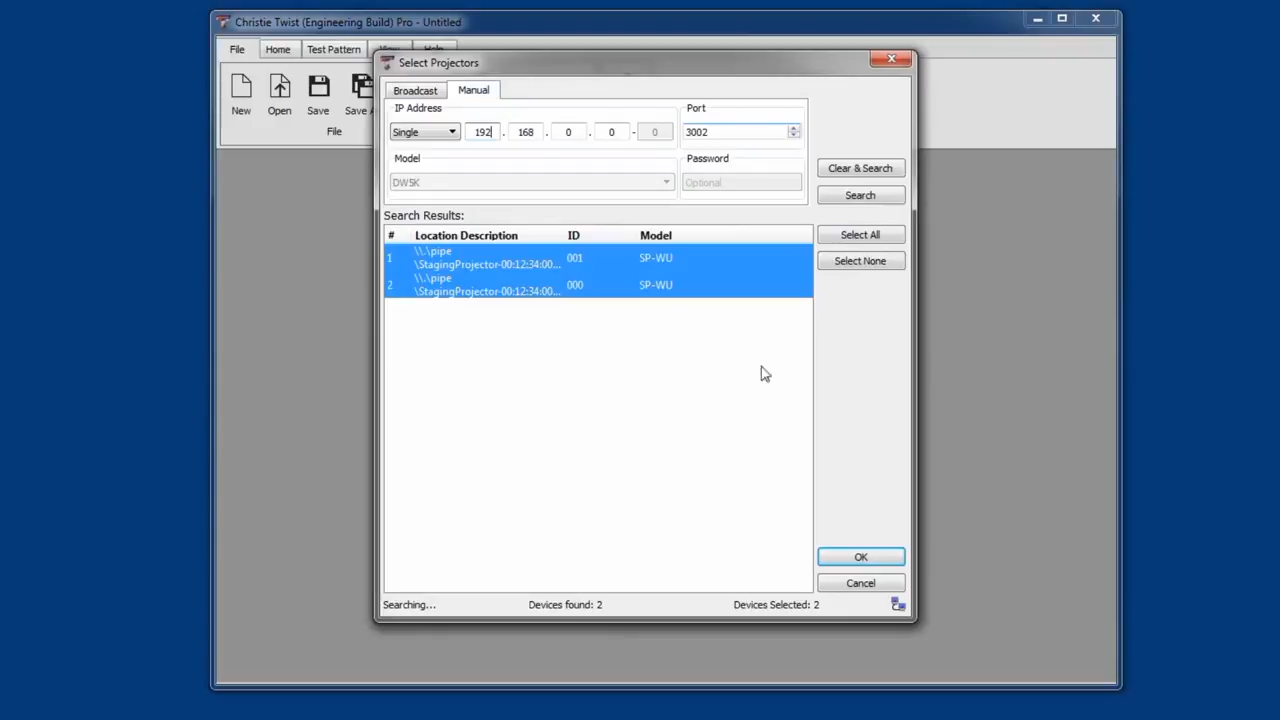 Christie Twist (Engineering Build) Pro - Untitled
File Home Test Pattern View Help
Select Projectors
New Open Save Save
File
Broadcast Manual
IP Address Port
Single 192 . 168 . 0 . 0 - 0 3002
Model Password
DW5K Optional
Clear & Search
Search
Search Results:
# Location Description ID Model
Select All
1 \\.\pipe
\StagingProjector-00:12:34:00... 001 SP-WU
Select None
2 \\.\pipe
\StagingProjector-00:12:34:00... 000 SP-WU
OK
Cancel
Searching... Devices found: 2 Devices Selected: 2